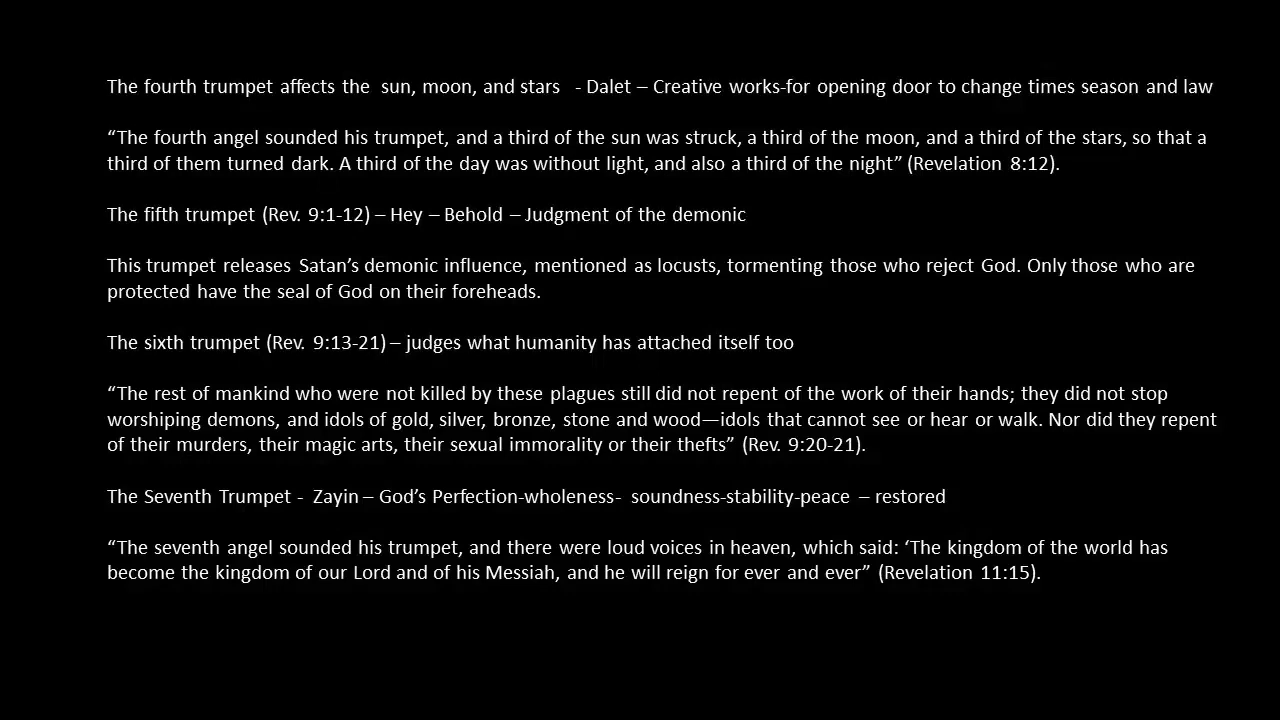 The fourth trumpet affects the  sun, moon, and stars   - Dalet – Creative works-for opening door to change times season and law
“The fourth angel sounded his trumpet, and a third of the sun was struck, a third of the moon, and a third of the stars, so that a
third of them turned dark. A third of the day was without light, and also a third of the night” (Revelation 8:12).
The fifth trumpet (Rev. 9:1-12) – Hey – Behold – Judgment of the demonic
This trumpet releases Satan’s demonic influence, mentioned as locusts, tormenting those who reject God. Only those who are
protected have the seal of God on their foreheads.
The sixth trumpet (Rev. 9:13-21) – judges what humanity has attached itself too
“The rest of mankind who were not killed by these plagues still did not repent of the work of their hands; they did not stop
worshiping demons, and idols of gold, silver, bronze, stone and wood—idols that cannot see or hear or walk. Nor did they repent
of their murders, their magic arts, their sexual immorality or their thefts” (Rev. 9:20-21).
The Seventh Trumpet -  Zayin – God’s Perfection-wholeness-  soundness-stability-peace  – restored
“The seventh angel sounded his trumpet, and there were loud voices in heaven, which said: ‘The kingdom of the world has
become the kingdom of our Lord and of his Messiah, and he will reign for ever and ever” (Revelation 11:15).